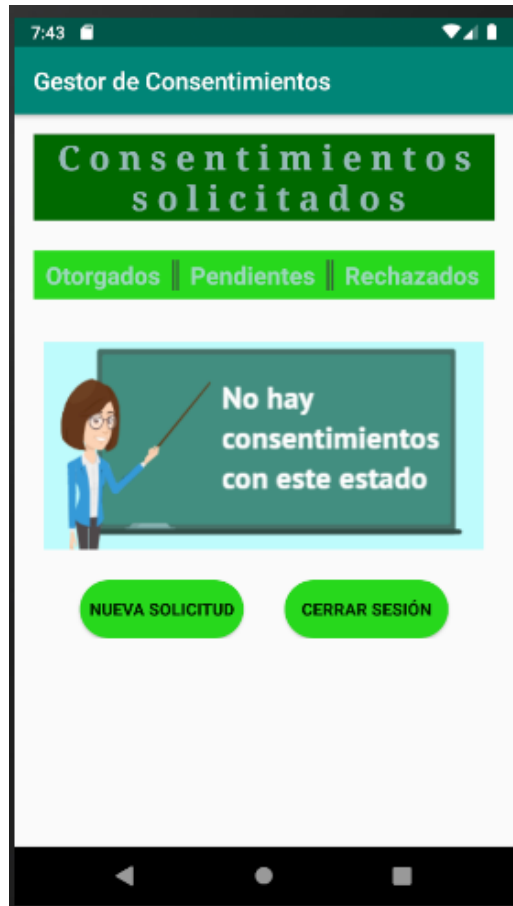 7:43
Gestor de Consentimientos
Consentimientos
solicitados
Otorgados || Pendientes || Rechazados
No hay
consentimientos
con este estado
NUEVA SOLICITUD CERRAR SESIÓN